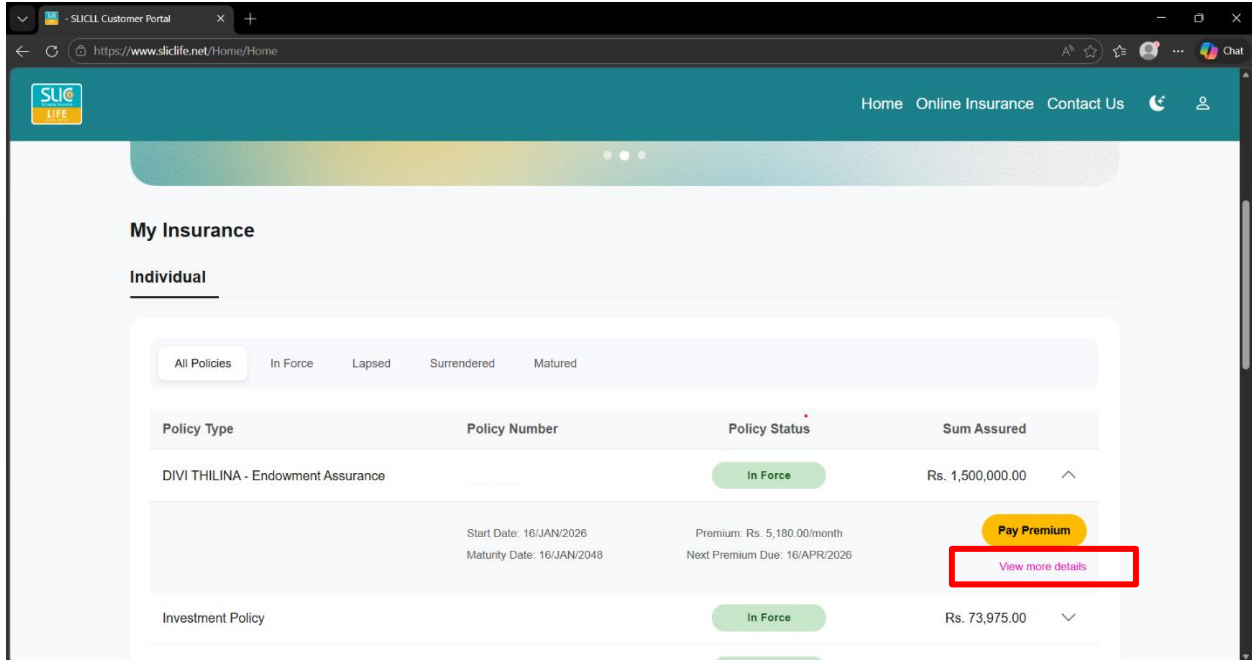 - SLICLL Customer Portal
https://www.sliclife.net/Home/Home
Chat
SLIC
LIFE
Home Online Insurance Contact Us
My Insurance
Individual
All Policies In Force Lapsed Surrendered Matured
Policy Type Policy Number Policy Status Sum Assured
DIVI THILINA - Endowment Assurance In Force Rs. 1,500,000.00
Start Date: 16/JAN/2026 Premium: Rs. 5,180.00/month Pay Premium
Maturity Date: 16/JAN/2048 Next Premium Due: 16/APR/2026 View more details
Investment Policy In Force Rs. 73,975.00